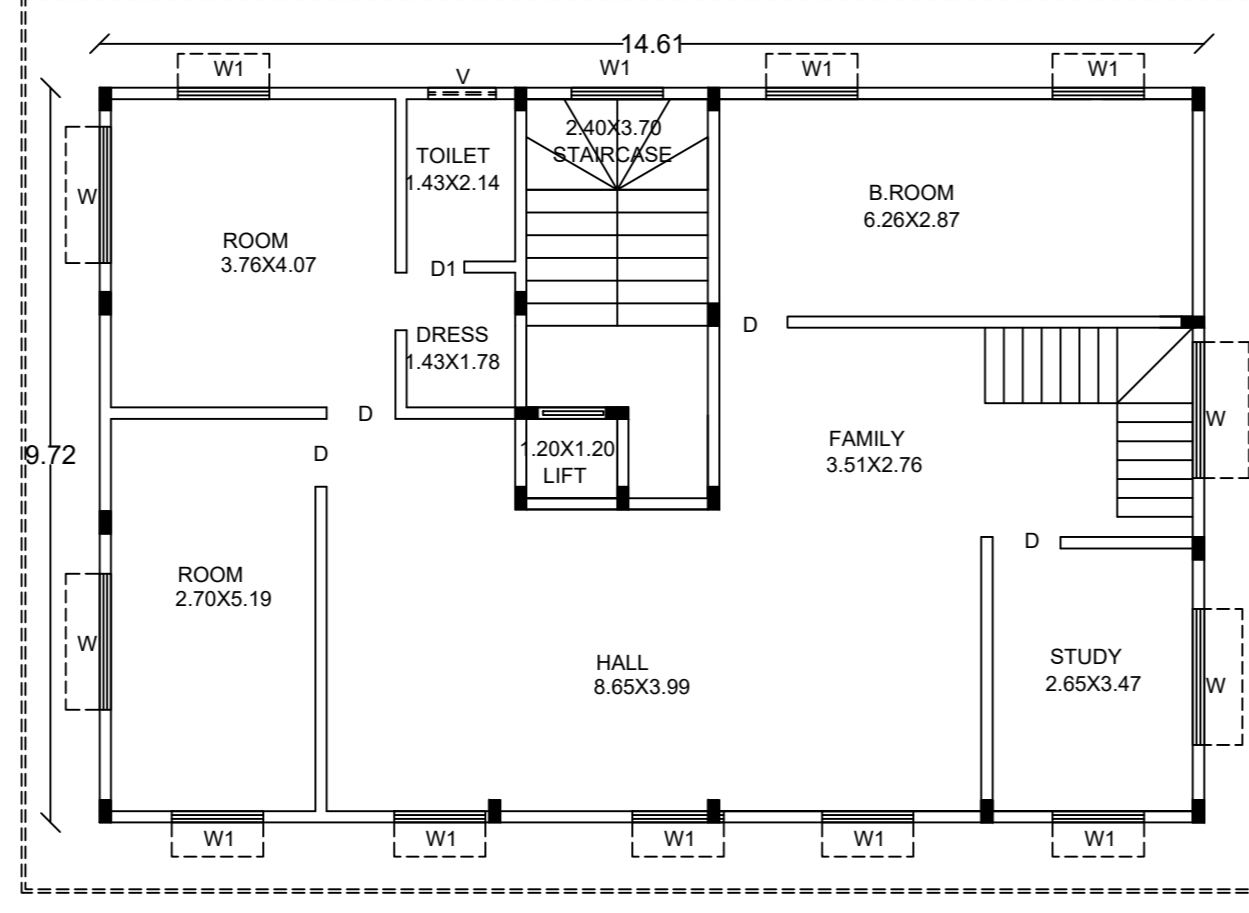 14.61
W1
V
W1
W1
W1
2.40X3.70
STAIRCASE
TOILET
1.43X2.14
W
B.ROOM
6.26X2.87
ROOM
3.76X4.07
D1
D
DRESS
1.43X1.78
D
W
FAMILY
3.51X2.76
9.72
D
1.20X1.20
LIFT
D
ROOM
2.70X5.19
W
HALL
8.65X3.99
STUDY
2.65X3.47
W
W1
W1
W1
W1
W1